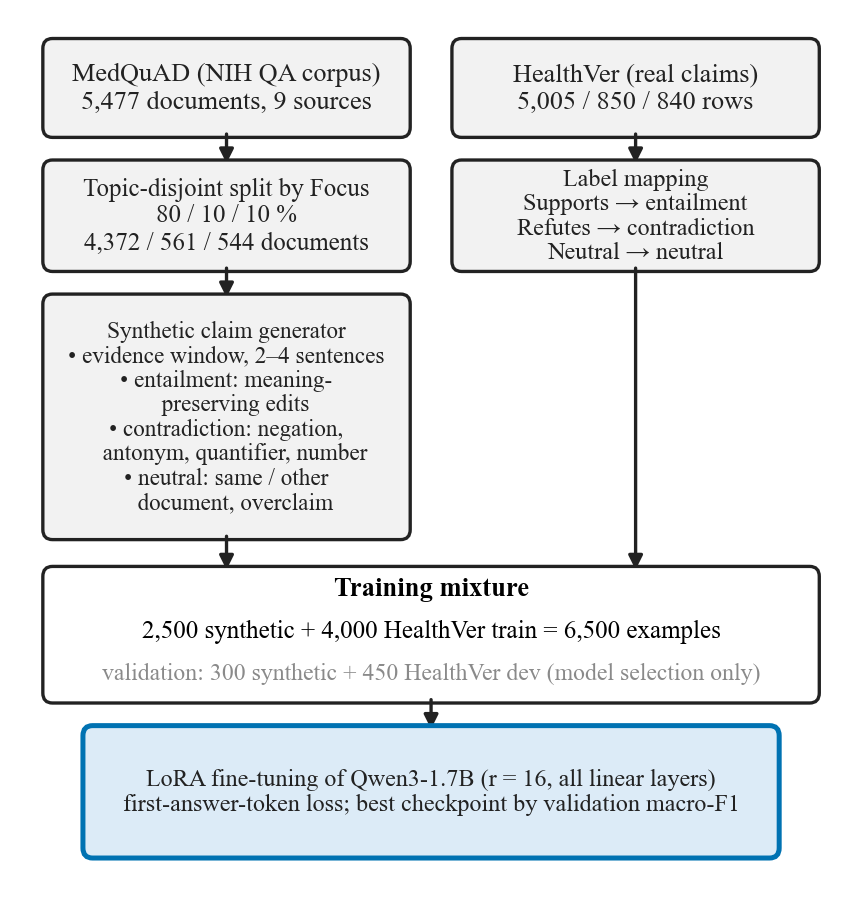 MedQuAD (NIH QA corpus)
5,477 documents, 9 sources
HealthVer (real claims)
5,005 / 850 / 840 rows
Topic-disjoint split by Focus
80 / 10 / 10 %
4,372 / 561 / 544 documents
Label mapping
Supports → entailment
Refutes → contradiction
Neutral → neutral
Synthetic claim generator
• evidence window, 2–4 sentences
• entailment: meaning-
preserving edits
• contradiction: negation,
antonym, quantifier, number
• neutral: same / other
document, overclaim
Training mixture
2,500 synthetic + 4,000 HealthVer train = 6,500 examples
validation: 300 synthetic + 450 HealthVer dev (model selection only)
LoRA fine-tuning of Qwen3-1.7B (r = 16, all linear layers)
first-answer-token loss; best checkpoint by validation macro-F1